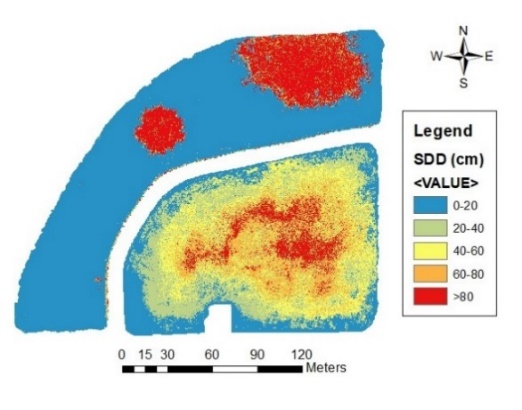 N
W E
S
Legend
SDD (cm)
<VALUE>
0-20
20-40
40-60
60-80
>80
0 15 30 60 90 120
Meters